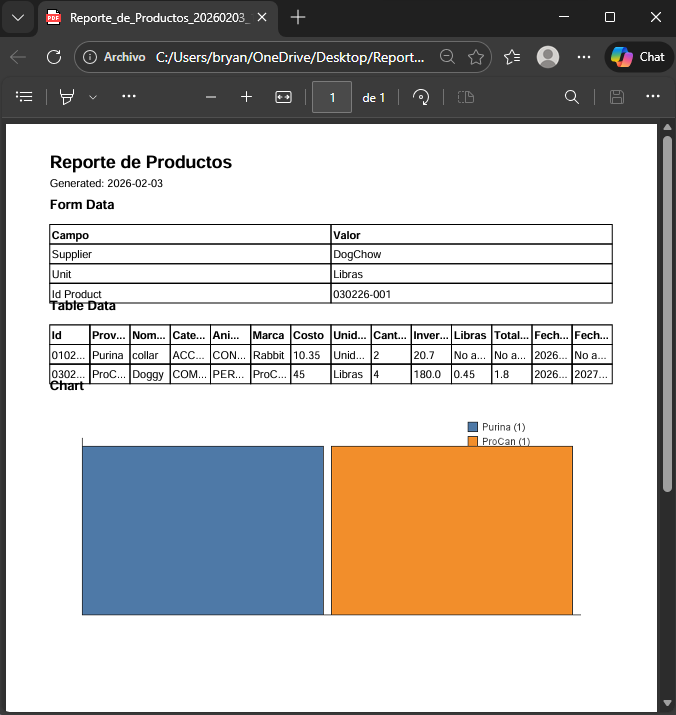 Reporte_de_Productos_20260203_
Archivo C:/Users/bryan/OneDrive/Desktop/Report... Chat
1 de 1
Reporte de Productos
Generated: 2026-02-03
Form Data
Campo Valor
Supplier DogChow
Unit Libras
Id Product 030226-001
Table Data
Id Prov... Nom... Cate... Ani... Marca Costo Unid... Cant... Inver... Libras Total... Fech... Fech...
0102... Purina collar ACC... CON... Rabbit 10.35 Unid... 2 20.7 No a... No a... 2026... No a...
0302... ProC... Doggy COM... PER... ProC... 45 Libras 4 180.0 0.45 1.8 2026... 2027...
Chart
Purina (1)
ProCan (1)